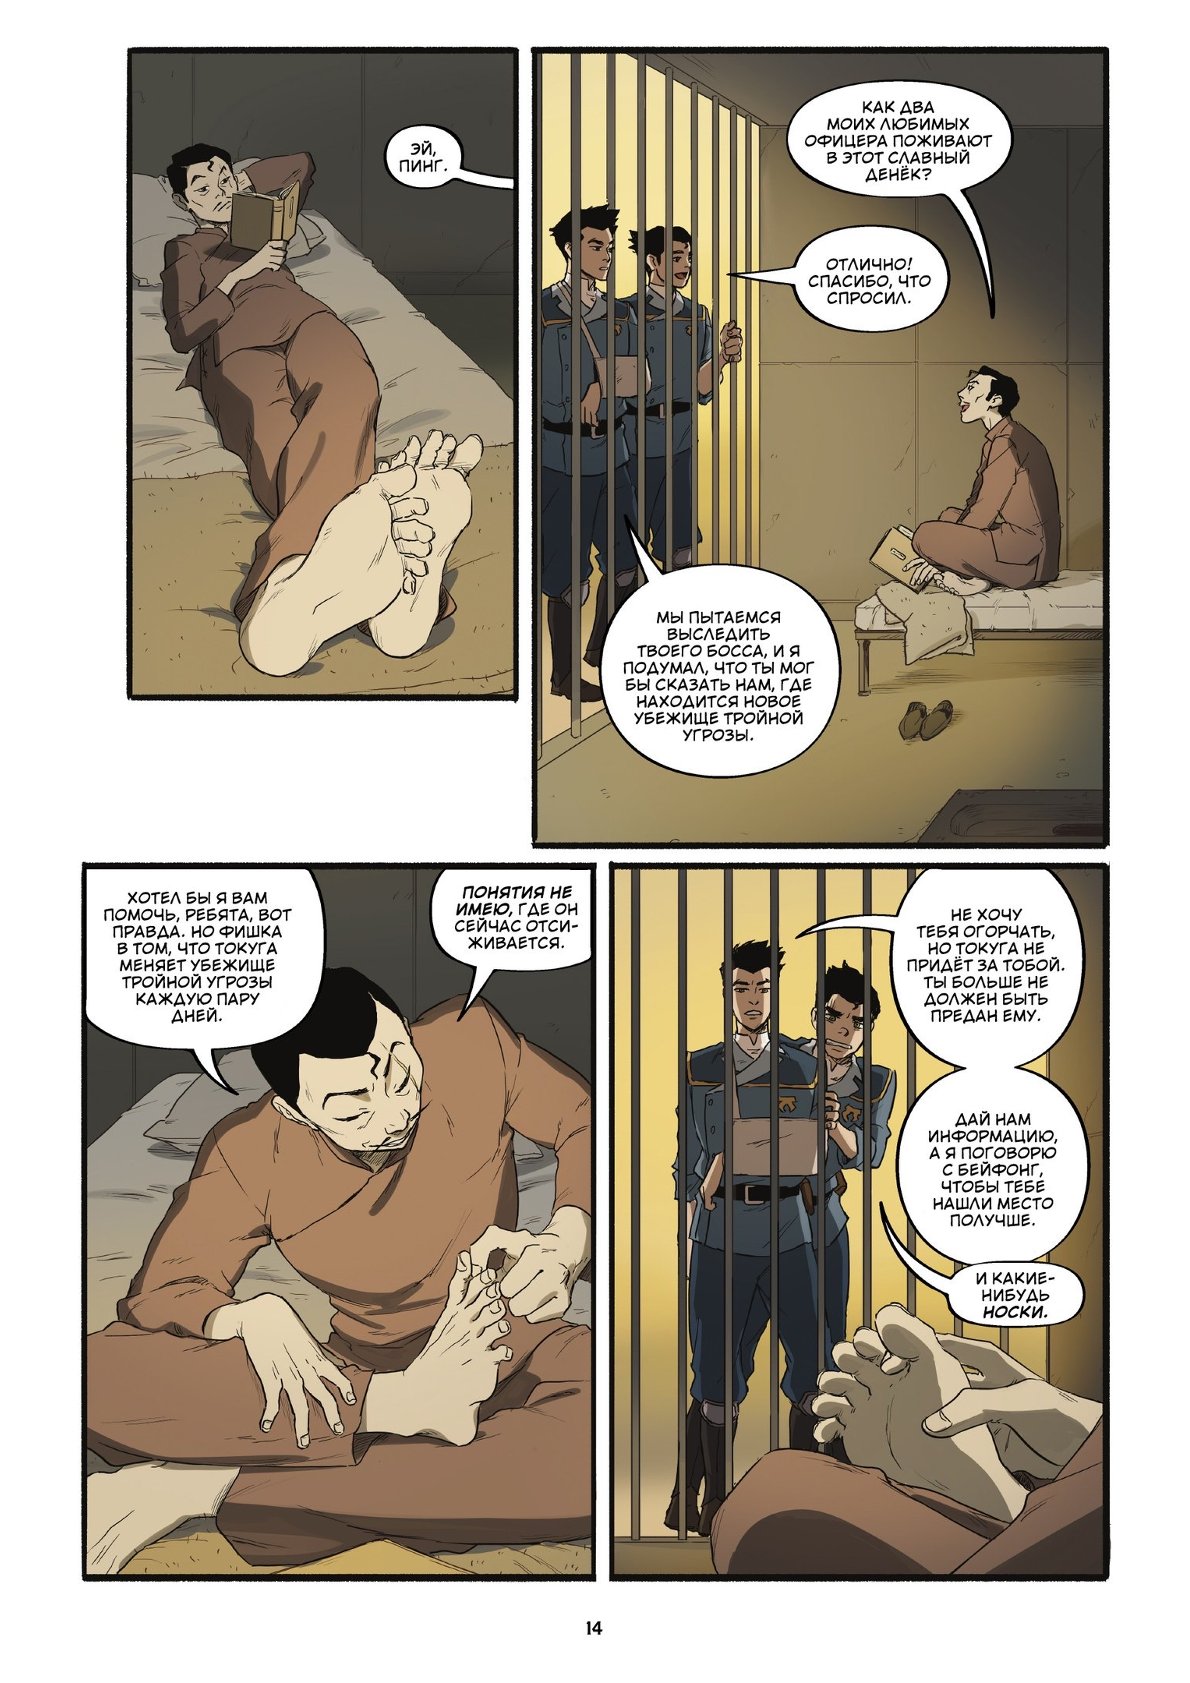 ЭЙ,
ПИНГ.
КАК ДВА
МОИХ ЛЮБИМЫХ
ОФИЦЕРА ПОЖИВАЮТ
В ЭТОТ СЛАВНЫЙ
ДЕНЁК?
ОТЛИЧНО!
СПАСИБО, ЧТО
СПРОСИЛ.
МЫ ПЫТАЕМСЯ
ВЫСЛЕДИТЬ
ТВОЕГО БОССА, И Я
ПОДУМАЛ, ЧТО ТЫ МОГ
БЫ СКАЗАТЬ НАМ, ГДЕ
НАХОДИТСЯ НОВОЕ
УБЕЖИЩЕ ТРОЙНОЙ
УГРОЗЫ.
ХОТЕЛ БЫ Я ВАМ
ПОМОЧЬ, РЕБЯТА, ВОТ
ПРАВДА. НО ФИШКА
В ТОМ, ЧТО ТОКУГА
МЕНЯЕТ УБЕЖИЩЕ
ТРОЙНОЙ УГРОЗЫ
КАЖДУЮ ПАРУ
ДНЕЙ.
ПОНЯТИЯ НЕ
ИМЕЮ, ГДЕ ОН
СЕЙЧАС ОТСИ-
ЖИВАЕТСЯ.
НЕ ХОЧУ
ТЕБЯ ОГОРЧАТЬ,
НО ТОКУГА НЕ
ПРИДЁТ ЗА ТОБОЙ.
ТЫ БОЛЬШЕ НЕ
ДОЛЖЕН БЫТЬ
ПРЕДАН ЕМУ.
ДАЙ НАМ
ИНФОРМАЦИЮ,
А Я ПОГОВОРЮ
С БЕЙФОНГ,
ЧТОБЫ ТЕБЕ
НАШЛИ МЕСТО
ПОЛУЧШЕ.
И КАКИЕ-
НИБУДЬ
НОСКИ.
14